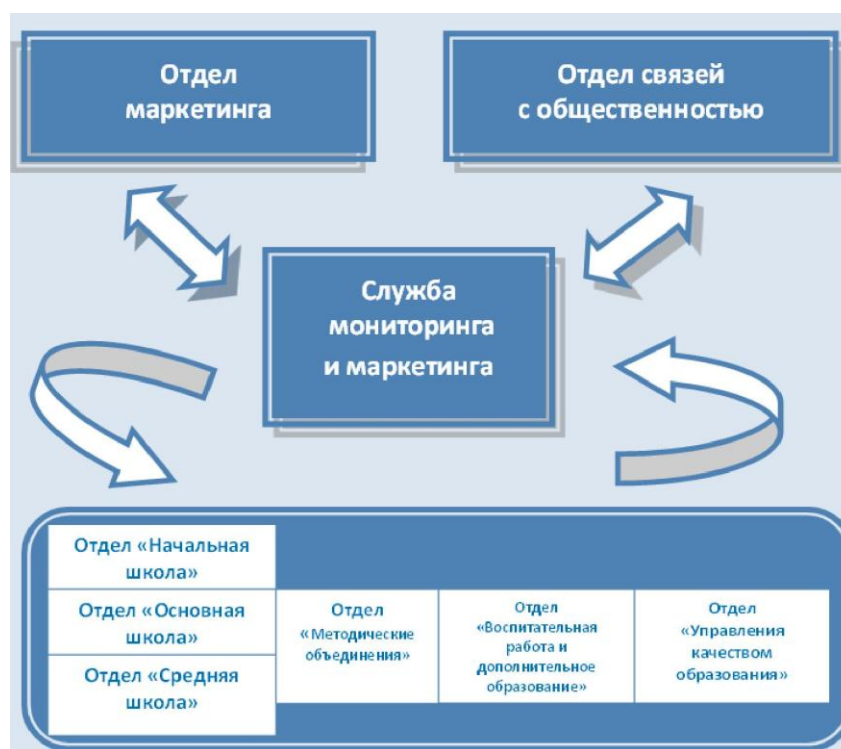 Отдел
маркетинга
Отдел связей
с общественностью
Служба
мониторинга
и маркетинга
Отдел «Начальная
школа»
Отдел «Основная
школа»
Отдел «Средняя
школа»
Отдел
«Методические
объединения»
Отдел
«Воспитательная
работа и
дополнительное
образование»
Отдел
«Управления
качеством
образования»